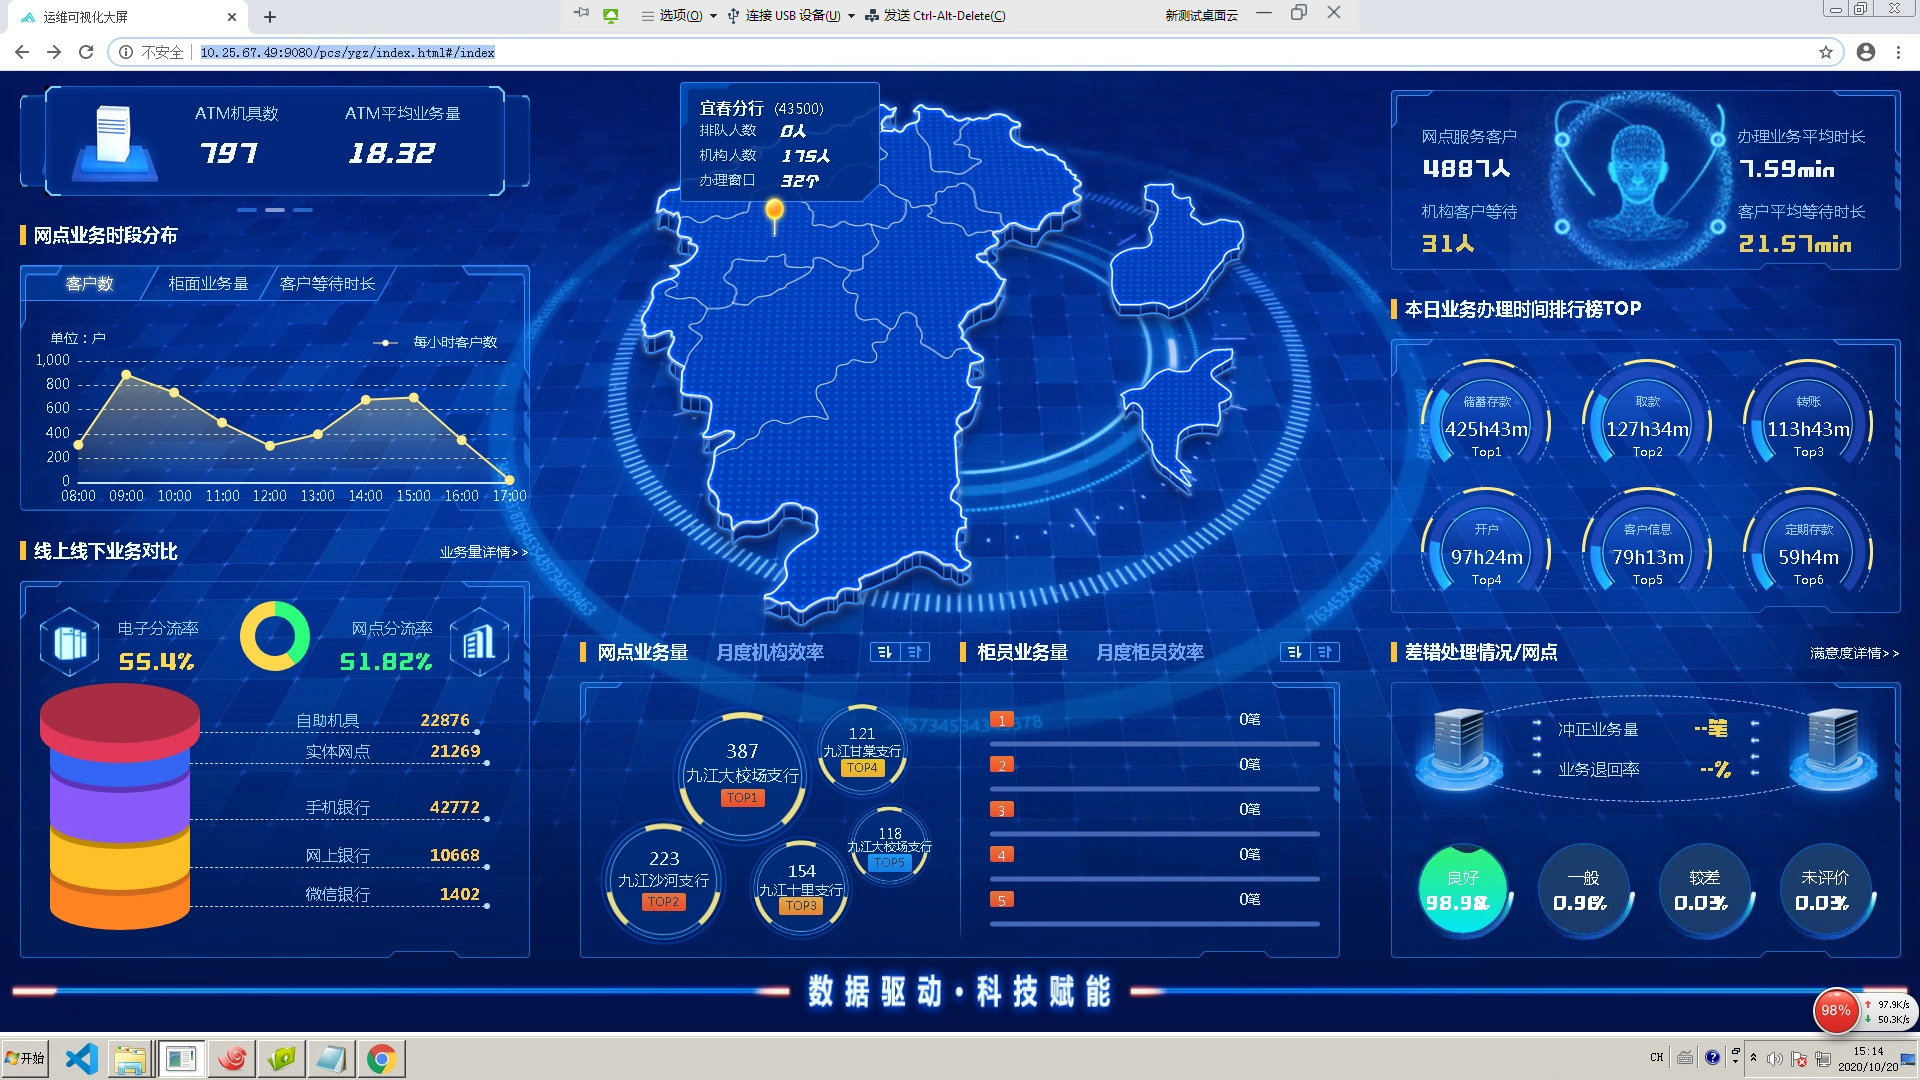 运维可视化大屏
选项(O)
连接 USB 设备(U)
发送 Ctrl-Alt-Delete(C)
新测试桌面云
不安全
10.25.67.49:9080/pcs/ygz/index.html#/index
ATM机具数
797
ATM平均业务量
18.32
网点业务时段分布
客户数
柜面业务量
客户等待时长
单位：户
每小时客户数
1,000
800
600
400
200
0
08:00 09:00 10:00 11:00 12:00 13:00 14:00 15:00 16:00 17:00
线上线下业务对比
业务量详情>>
电子分流率
55.4%
网点分流率
51.82%
自助机具 22876
实体网点 21269
手机银行 42772
网上银行 10668
微信银行 1402
宜春分行 (43500)
排队人数 0人
机构人数 175人
办理窗口 32个
网点业务量
月度机构效率
387
九江大校场支行
TOP1
121
九江甘棠支行
TOP4
118
九江大校场支行
TOP5
223
九江沙河支行
TOP2
154
九江十里支行
TOP3
柜员业务量
月度柜员效率
1 0笔
2 0笔
3 0笔
4 0笔
5 0笔
网点服务客户
4887人
机构客户等待
31人
办理业务平均时长
7.59min
客户平均等待时长
21.57min
本日业务办理时间排行榜TOP
储蓄存款
425h43m
Top1
取款
127h34m
Top2
转账
113h43m
Top3
开户
97h24m
Top4
客户信息
79h13m
Top5
定期存款
59h4m
Top6
差错处理情况/网点
满意度详情>>
冲正业务量 --笔
业务退回率 --%
良好
98.98%
一般
0.96%
较差
0.03%
未评价
0.03%
数据驱动·科技赋能
98%
97.9K/s
50.3K/s
开始
CH
15:14
2020/10/20